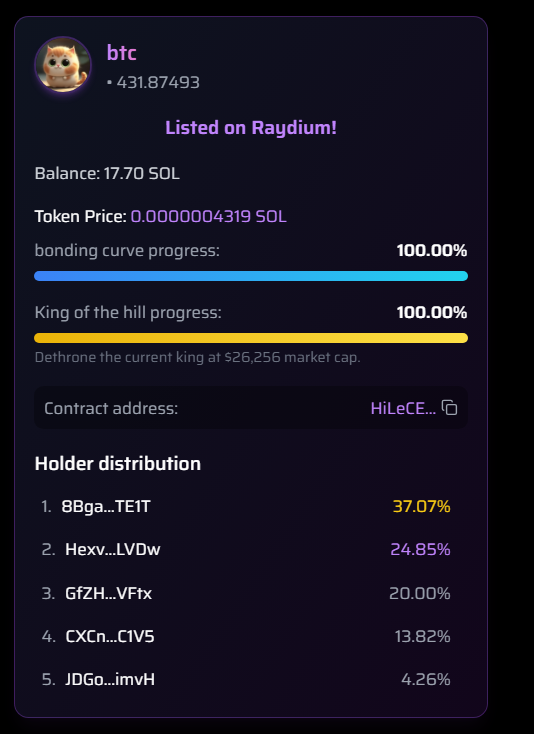 btc
• 431.87493
Listed on Raydium!
Balance: 17.70 SOL
Token Price: 0.0000004319 SOL
bonding curve progress: 100.00%
King of the hill progress: 100.00%
Dethrone the current king at $26,256 market cap.
Contract address: HiLeCE...
Holder distribution
1. 8Bga...TE1T 37.07%
2. Hexv...LVDw 24.85%
3. GfZH...VFtx 20.00%
4. CXCn...C1V5 13.82%
5. JDGo...imvH 4.26%